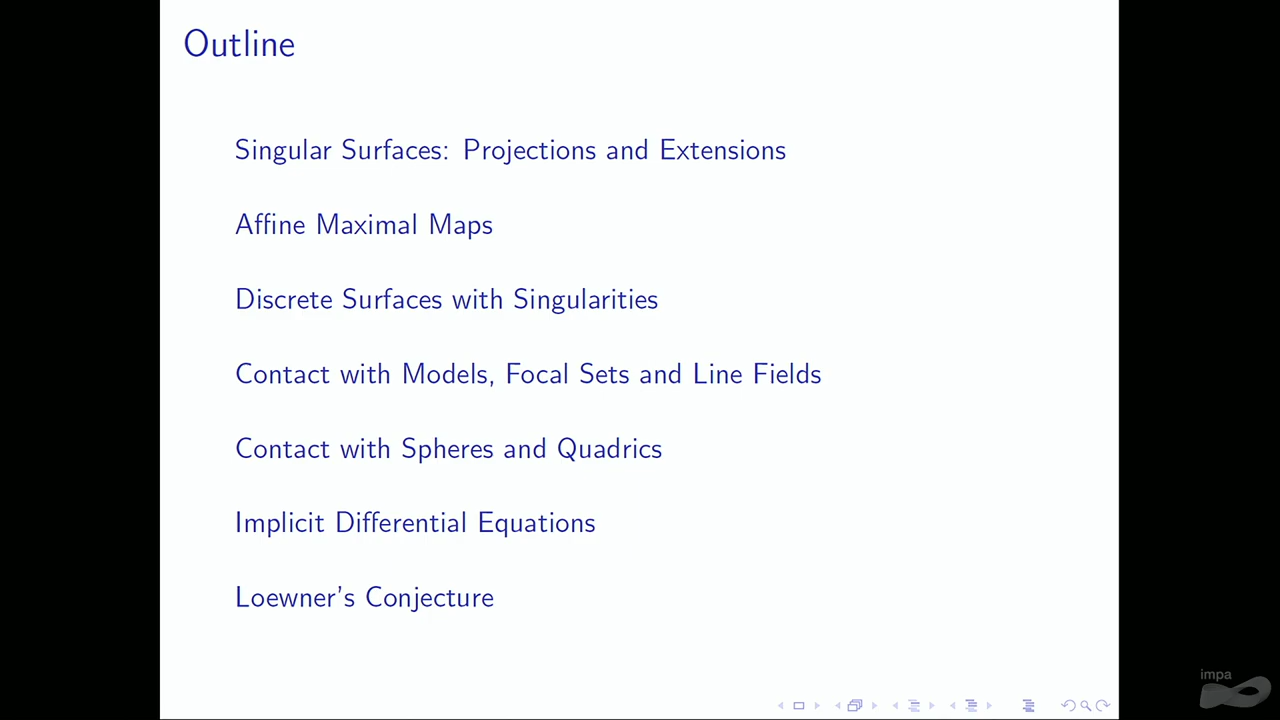 Outline
Singular Surfaces: Projections and Extensions
Affine Maximal Maps
Discrete Surfaces with Singularities
Contact with Models, Focal Sets and Line Fields
Contact with Spheres and Quadrics
Implicit Differential Equations
Loewner's Conjecture
impa